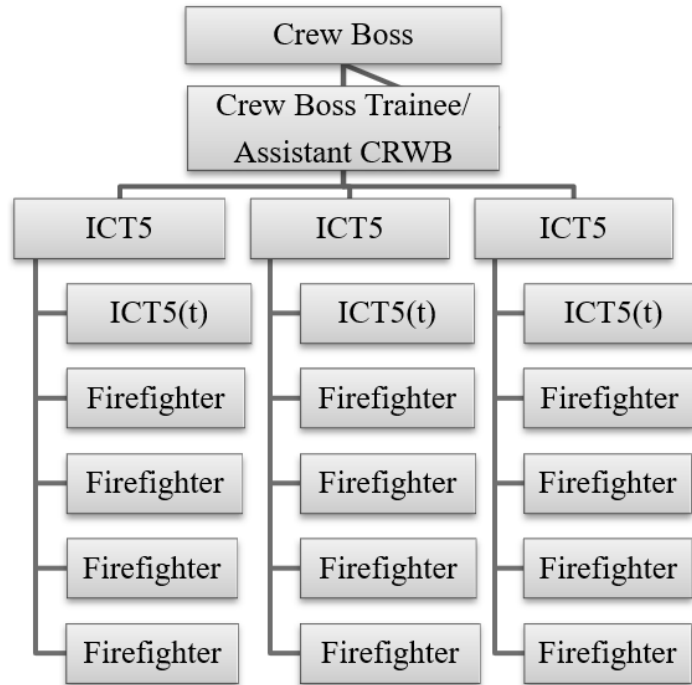 Crew Boss
Crew Boss Trainee/
Assistant CRWB
ICT5 ICT5 ICT5
ICT5(t) ICT5(t) ICT5(t)
Firefighter Firefighter Firefighter
Firefighter Firefighter Firefighter
Firefighter Firefighter Firefighter
Firefighter Firefighter Firefighter